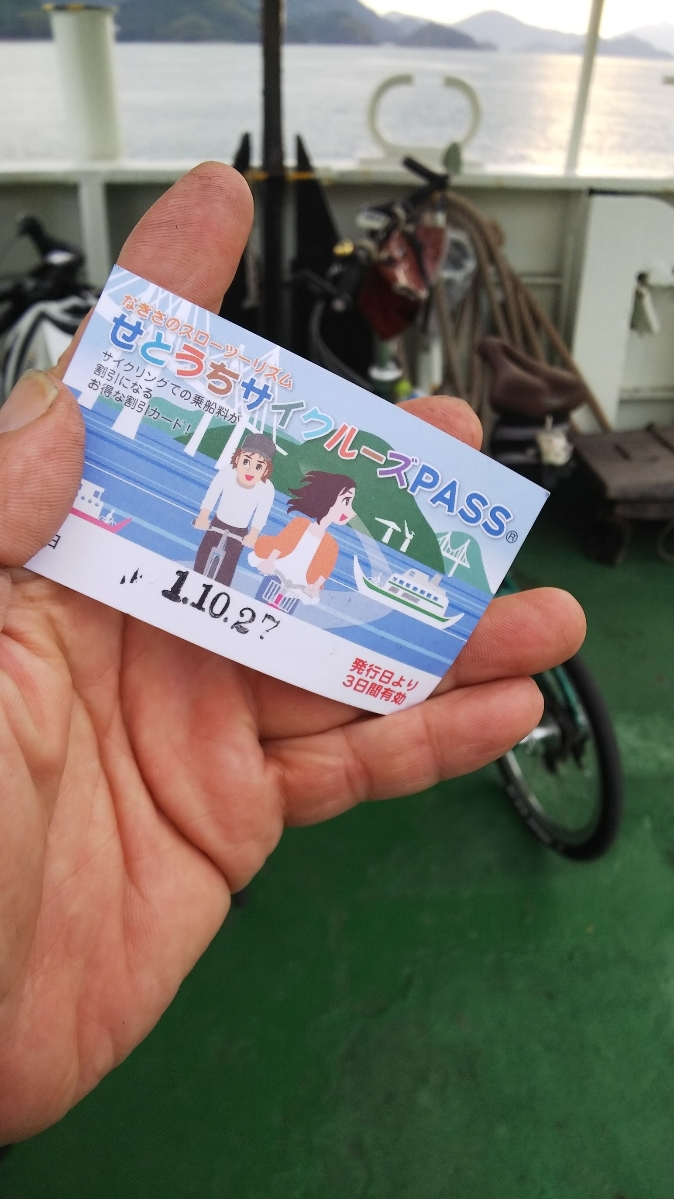 なぎさのスローツーリズム
せとうちサイクルーズPASS®
サイクリングでの乗船料が
割引になる
お得な割引カード！
日
1.10.27
発行日より
3日間有効